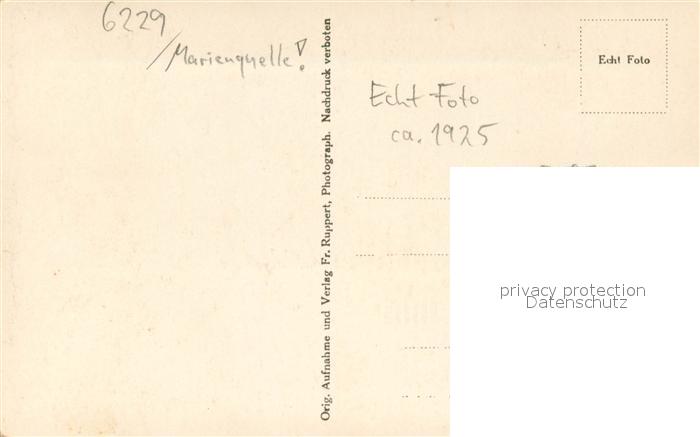 6229
/Marienquelle!
Orig. Aufnahme und Verlag Fr. Ruppert, Photograph. Nachdruck verboten
Echt Foto
Echt Foto
ca. 1925
privacy protection
Datenschutz